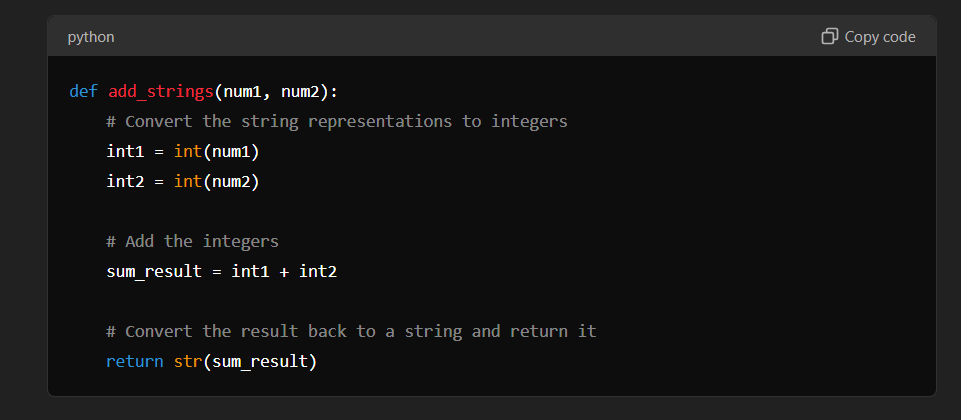 python
Copy code
def add_strings(num1, num2):
    # Convert the string representations to integers
    int1 = int(num1)
    int2 = int(num2)
    # Add the integers
    sum_result = int1 + int2
    # Convert the result back to a string and return it
    return str(sum_result)